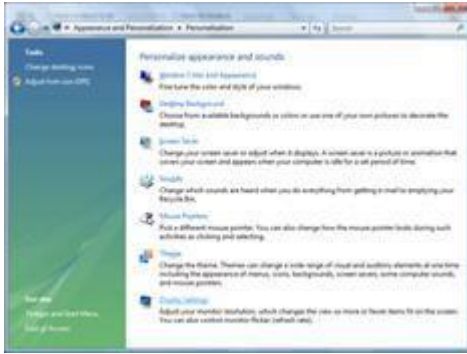 Appearance and Personalization ▸ Personalization
Search
Tasks
Change desktop icons
Adjust font size (DPI)
Personalize appearance and sounds
Window Color and Appearance
Fine tune the color and style of your windows.
Desktop Background
Choose from available backgrounds or colors or use one of your own pictures to decorate the
desktop.
Screen Saver
Change your screen saver or adjust when it displays. A screen saver is a picture or animation that
covers your screen and appears when your computer is idle for a set period of time.
Sounds
Change which sounds are heard when you do everything from getting e-mail to emptying your
Recycle Bin.
Mouse Pointers
Pick a different mouse pointer. You can also change how the mouse pointer looks during such
activities as clicking and selecting.
Theme
Change the theme. Themes can change a wide range of visual and auditory elements at one time
including the appearance of menus, icons, backgrounds, screen savers, some computer sounds,
and mouse pointers.
Display Settings
Adjust your monitor resolution, which changes the view so more or fewer items fit on the screen.
You can also control monitor flicker (refresh rate).
See also
Taskbar and Start Menu
Ease of Access